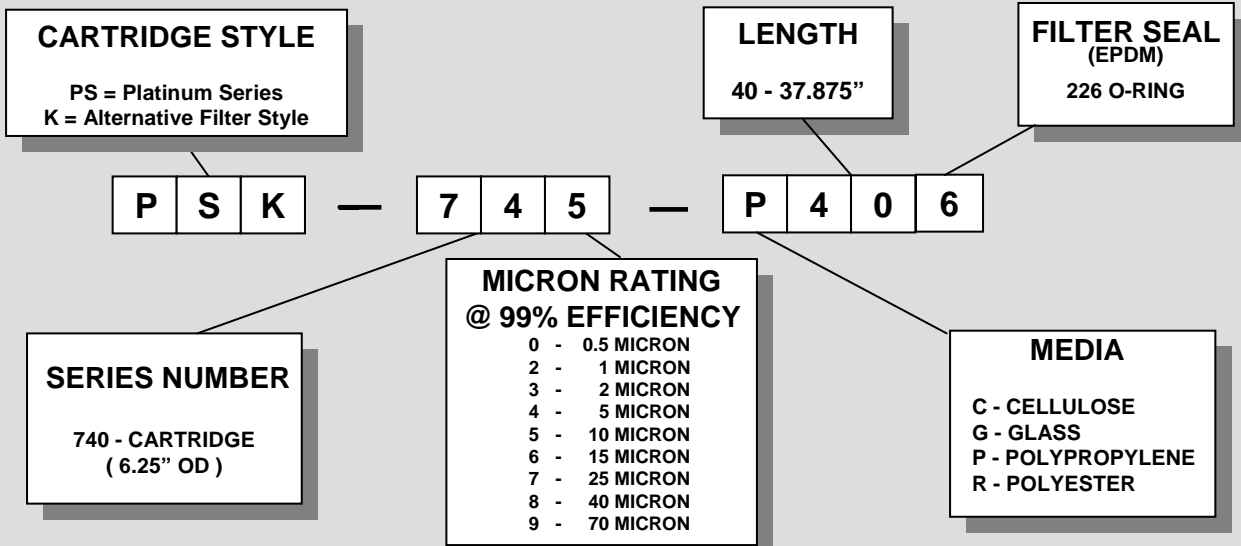 CARTRIDGE STYLE
PS = Platinum Series
K = Alternative Filter Style
LENGTH
40 - 37.875”
FILTER SEAL
(EPDM)
226 O-RING
P S K — 7 4 5 — P 4 0 6
SERIES NUMBER
740 - CARTRIDGE
( 6.25” OD )
MICRON RATING
@ 99% EFFICIENCY
0 - 0.5 MICRON
2 - 1 MICRON
3 - 2 MICRON
4 - 5 MICRON
5 - 10 MICRON
6 - 15 MICRON
7 - 25 MICRON
8 - 40 MICRON
9 - 70 MICRON
MEDIA
C - CELLULOSE
G - GLASS
P - POLYPROPYLENE
R - POLYESTER